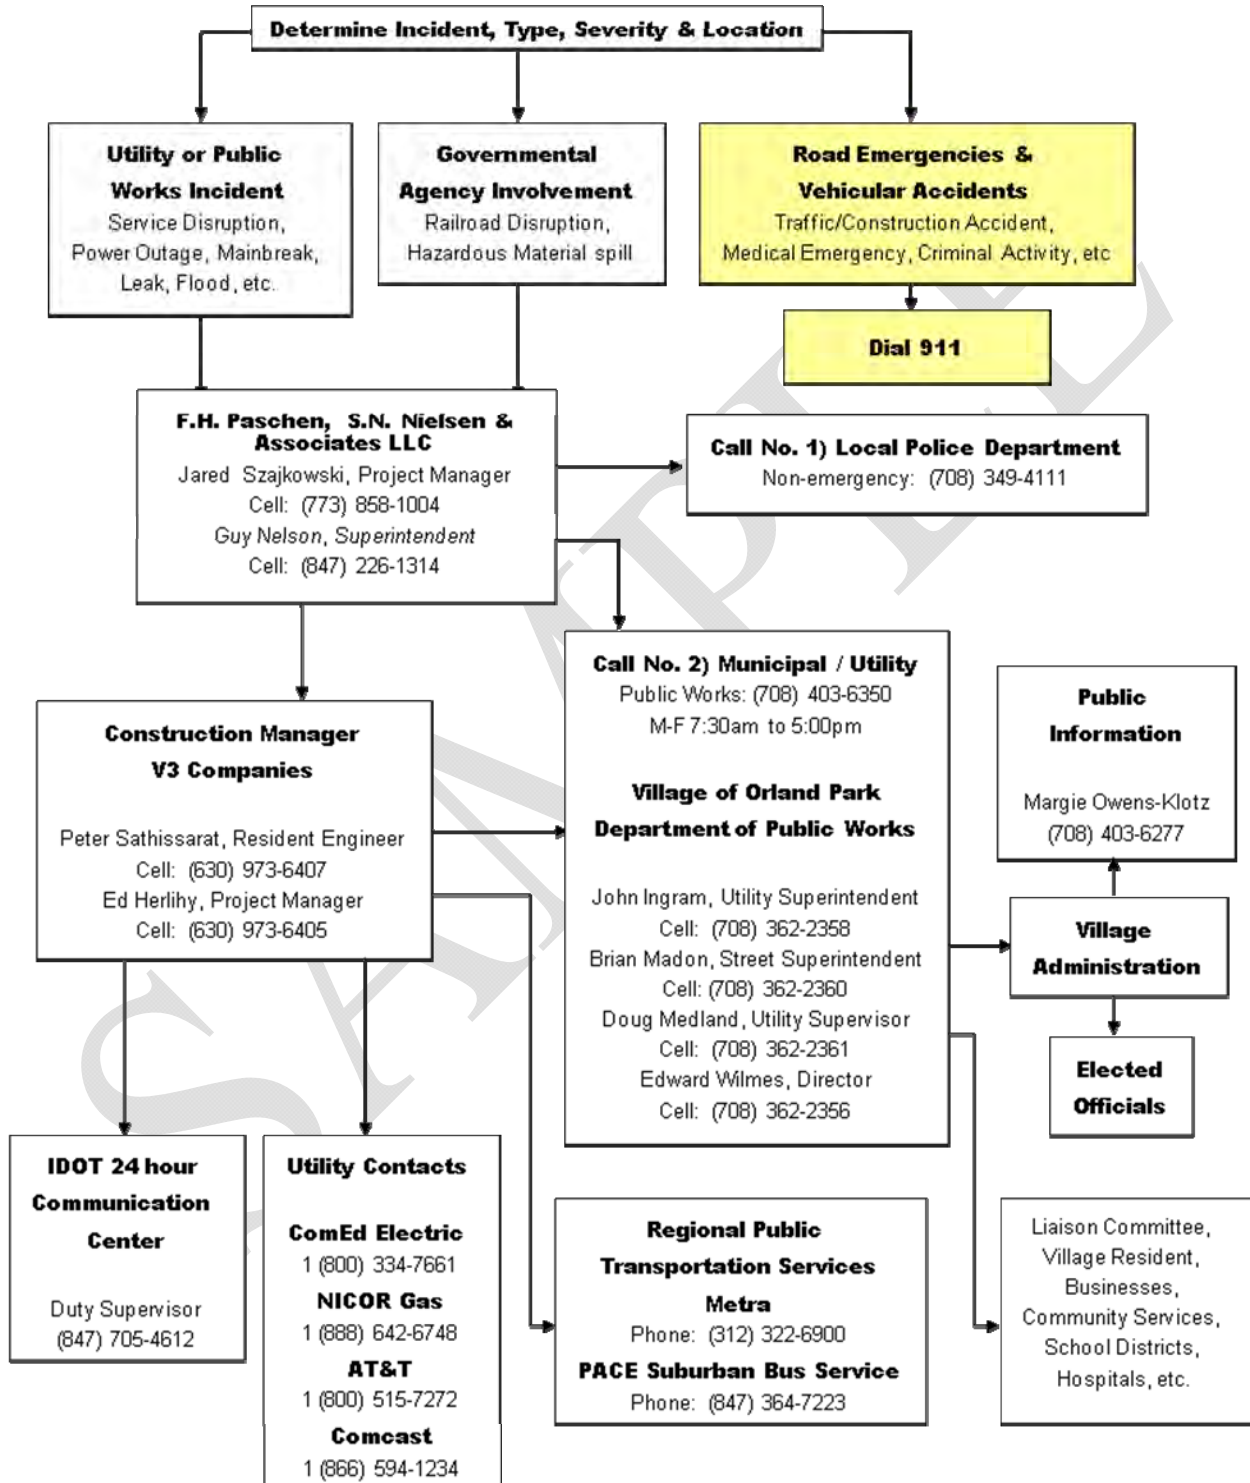 Determine Incident, Type, Severity & Location
Utility or Public
Works Incident
Service Disruption,
Power Outage, Mainbreak,
Leak, Flood, etc.
Governmental
Agency Involvement
Railroad Disruption,
Hazardous Material spill
Road Emergencies &
Vehicular Accidents
Traffic/Construction Accident,
Medical Emergency, Criminal Activity, etc
Dial 911
F.H. Paschen, S.N. Nielsen &
Associates LLC
Jared Szajkowski, Project Manager
Cell: (773) 858-1004
Guy Nelson, Superintendent
Cell: (847) 226-1314
Call No. 1) Local Police Department
Non-emergency: (708) 349-4111
Call No. 2) Municipal / Utility
Public Works: (708) 403-6350
M-F 7:30am to 5:00pm
Village of Orland Park
Department of Public Works
John Ingram, Utility Superintendent
Cell: (708) 362-2358
Brian Madon, Street Superintendent
Cell: (708) 362-2360
Doug Medland, Utility Supervisor
Cell: (708) 362-2361
Edward Wilmes, Director
Cell: (708) 362-2356
Public
Information
Margie Owens-Klotz
(708) 403-6277
Village
Administration
Elected
Officials
Construction Manager
V3 Companies
Peter Sathissarat, Resident Engineer
Cell: (630) 973-6407
Ed Herlihy, Project Manager
Cell: (630) 973-6405
IDOT 24 hour
Communication
Center
Duty Supervisor
(847) 705-4612
Utility Contacts
ComEd Electric
1 (800) 334-7661
NICOR Gas
1 (888) 642-6748
AT&T
1 (800) 515-7272
Comcast
1 (866) 594-1234
Regional Public
Transportation Services
Metra
Phone: (312) 322-6900
PACE Suburban Bus Service
Phone: (847) 364-7223
Liaison Committee,
Village Resident,
Businesses,
Community Services,
School Districts,
Hospitals, etc.
SAMPLE